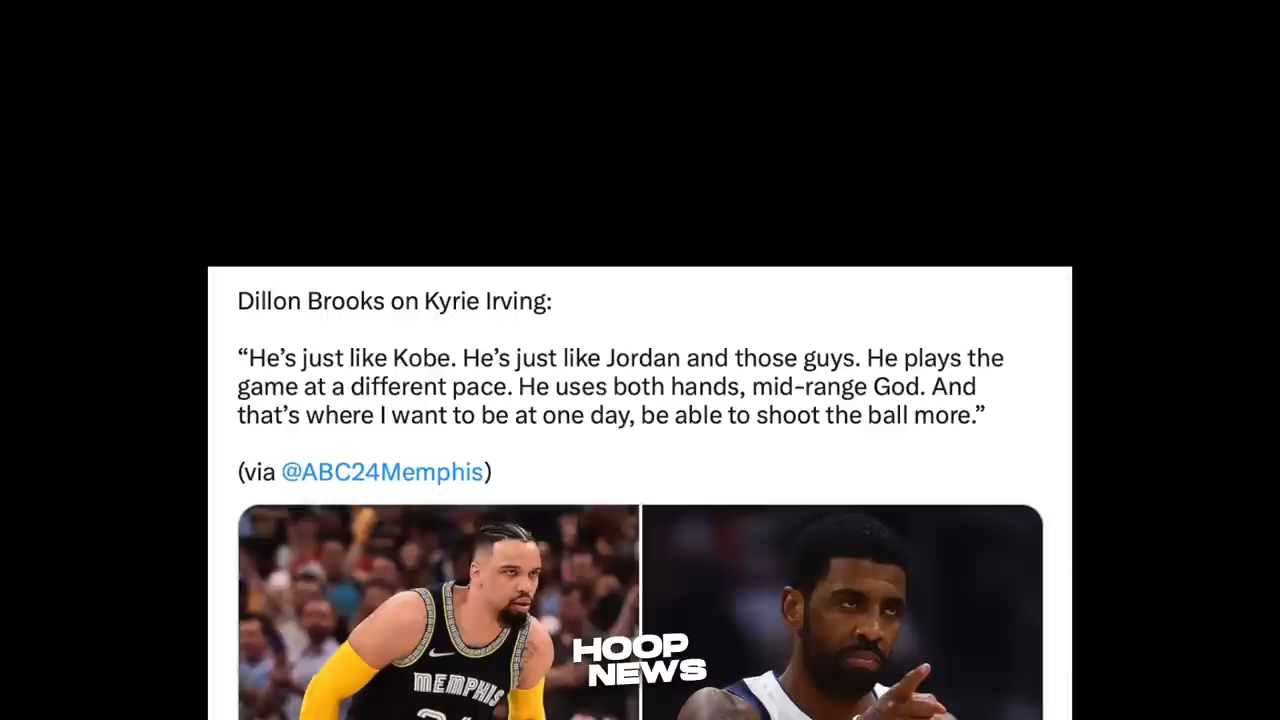 Dillon Brooks on Kyrie Irving:
“He’s just like Kobe. He’s just like Jordan and those guys. He plays the
game at a different pace. He uses both hands, mid-range God. And
that’s where I want to be at one day, be able to shoot the ball more.”
(via @ABC24Memphis)
MEMPHIS
HOOP
NEWS